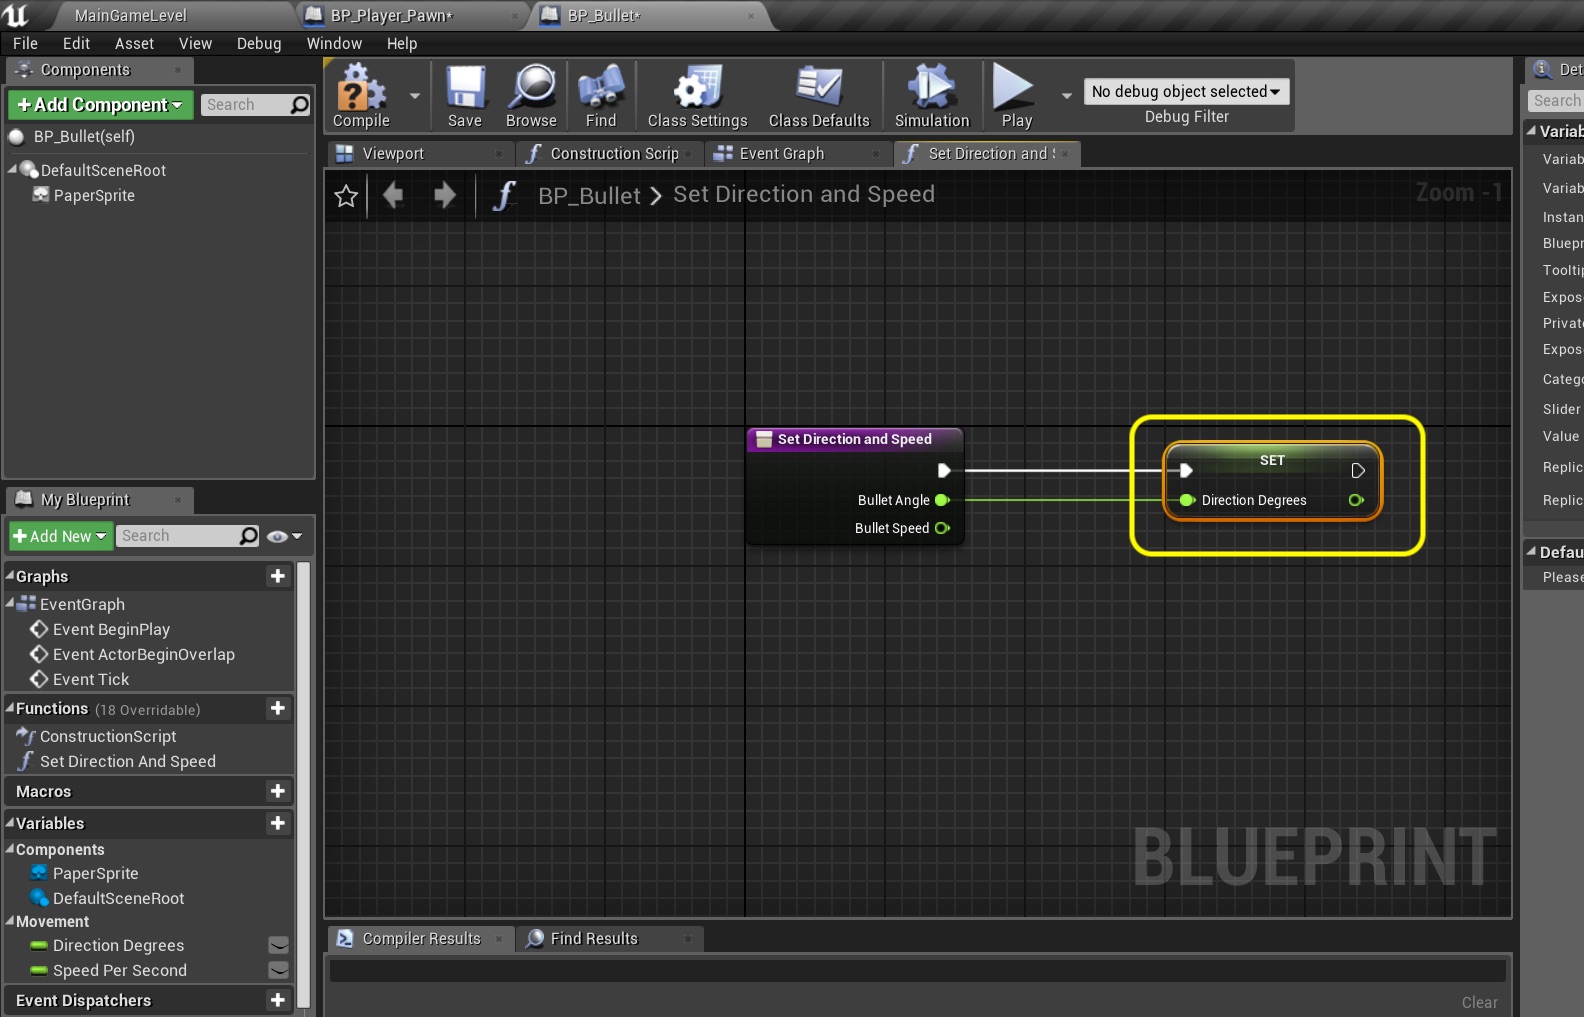 MainGameLevel
BP_Player_Pawn*
BP_Bullet*
File Edit Asset View Debug Window Help
Components
+Add Component
Search
BP_Bullet(self)
DefaultSceneRoot
PaperSprite
Compile
Save
Browse
Find
Class Settings
Class Defaults
Simulation
Play
No debug object selected
Debug Filter
Viewport
Construction Scrip
Event Graph
Set Direction and
BP_Bullet > Set Direction and Speed
Zoom -1
Set Direction and Speed
Bullet Angle
Bullet Speed
SET
Direction Degrees
BLUEPRINT
My Blueprint
+Add New
Search
Graphs
EventGraph
Event BeginPlay
Event ActorBeginOverlap
Event Tick
Functions (18 Overridable)
ConstructionScript
Set Direction And Speed
Macros
Variables
Components
PaperSprite
DefaultSceneRoot
Movement
Direction Degrees
Speed Per Second
Event Dispatchers
Compiler Results
Find Results
Clear
Det
Search
Variab
Variab
Variab
Instan
Bluepr
Toolti
Expos
Privat
Expos
Catego
Slider
Value
Replic
Replic
Defau
Please